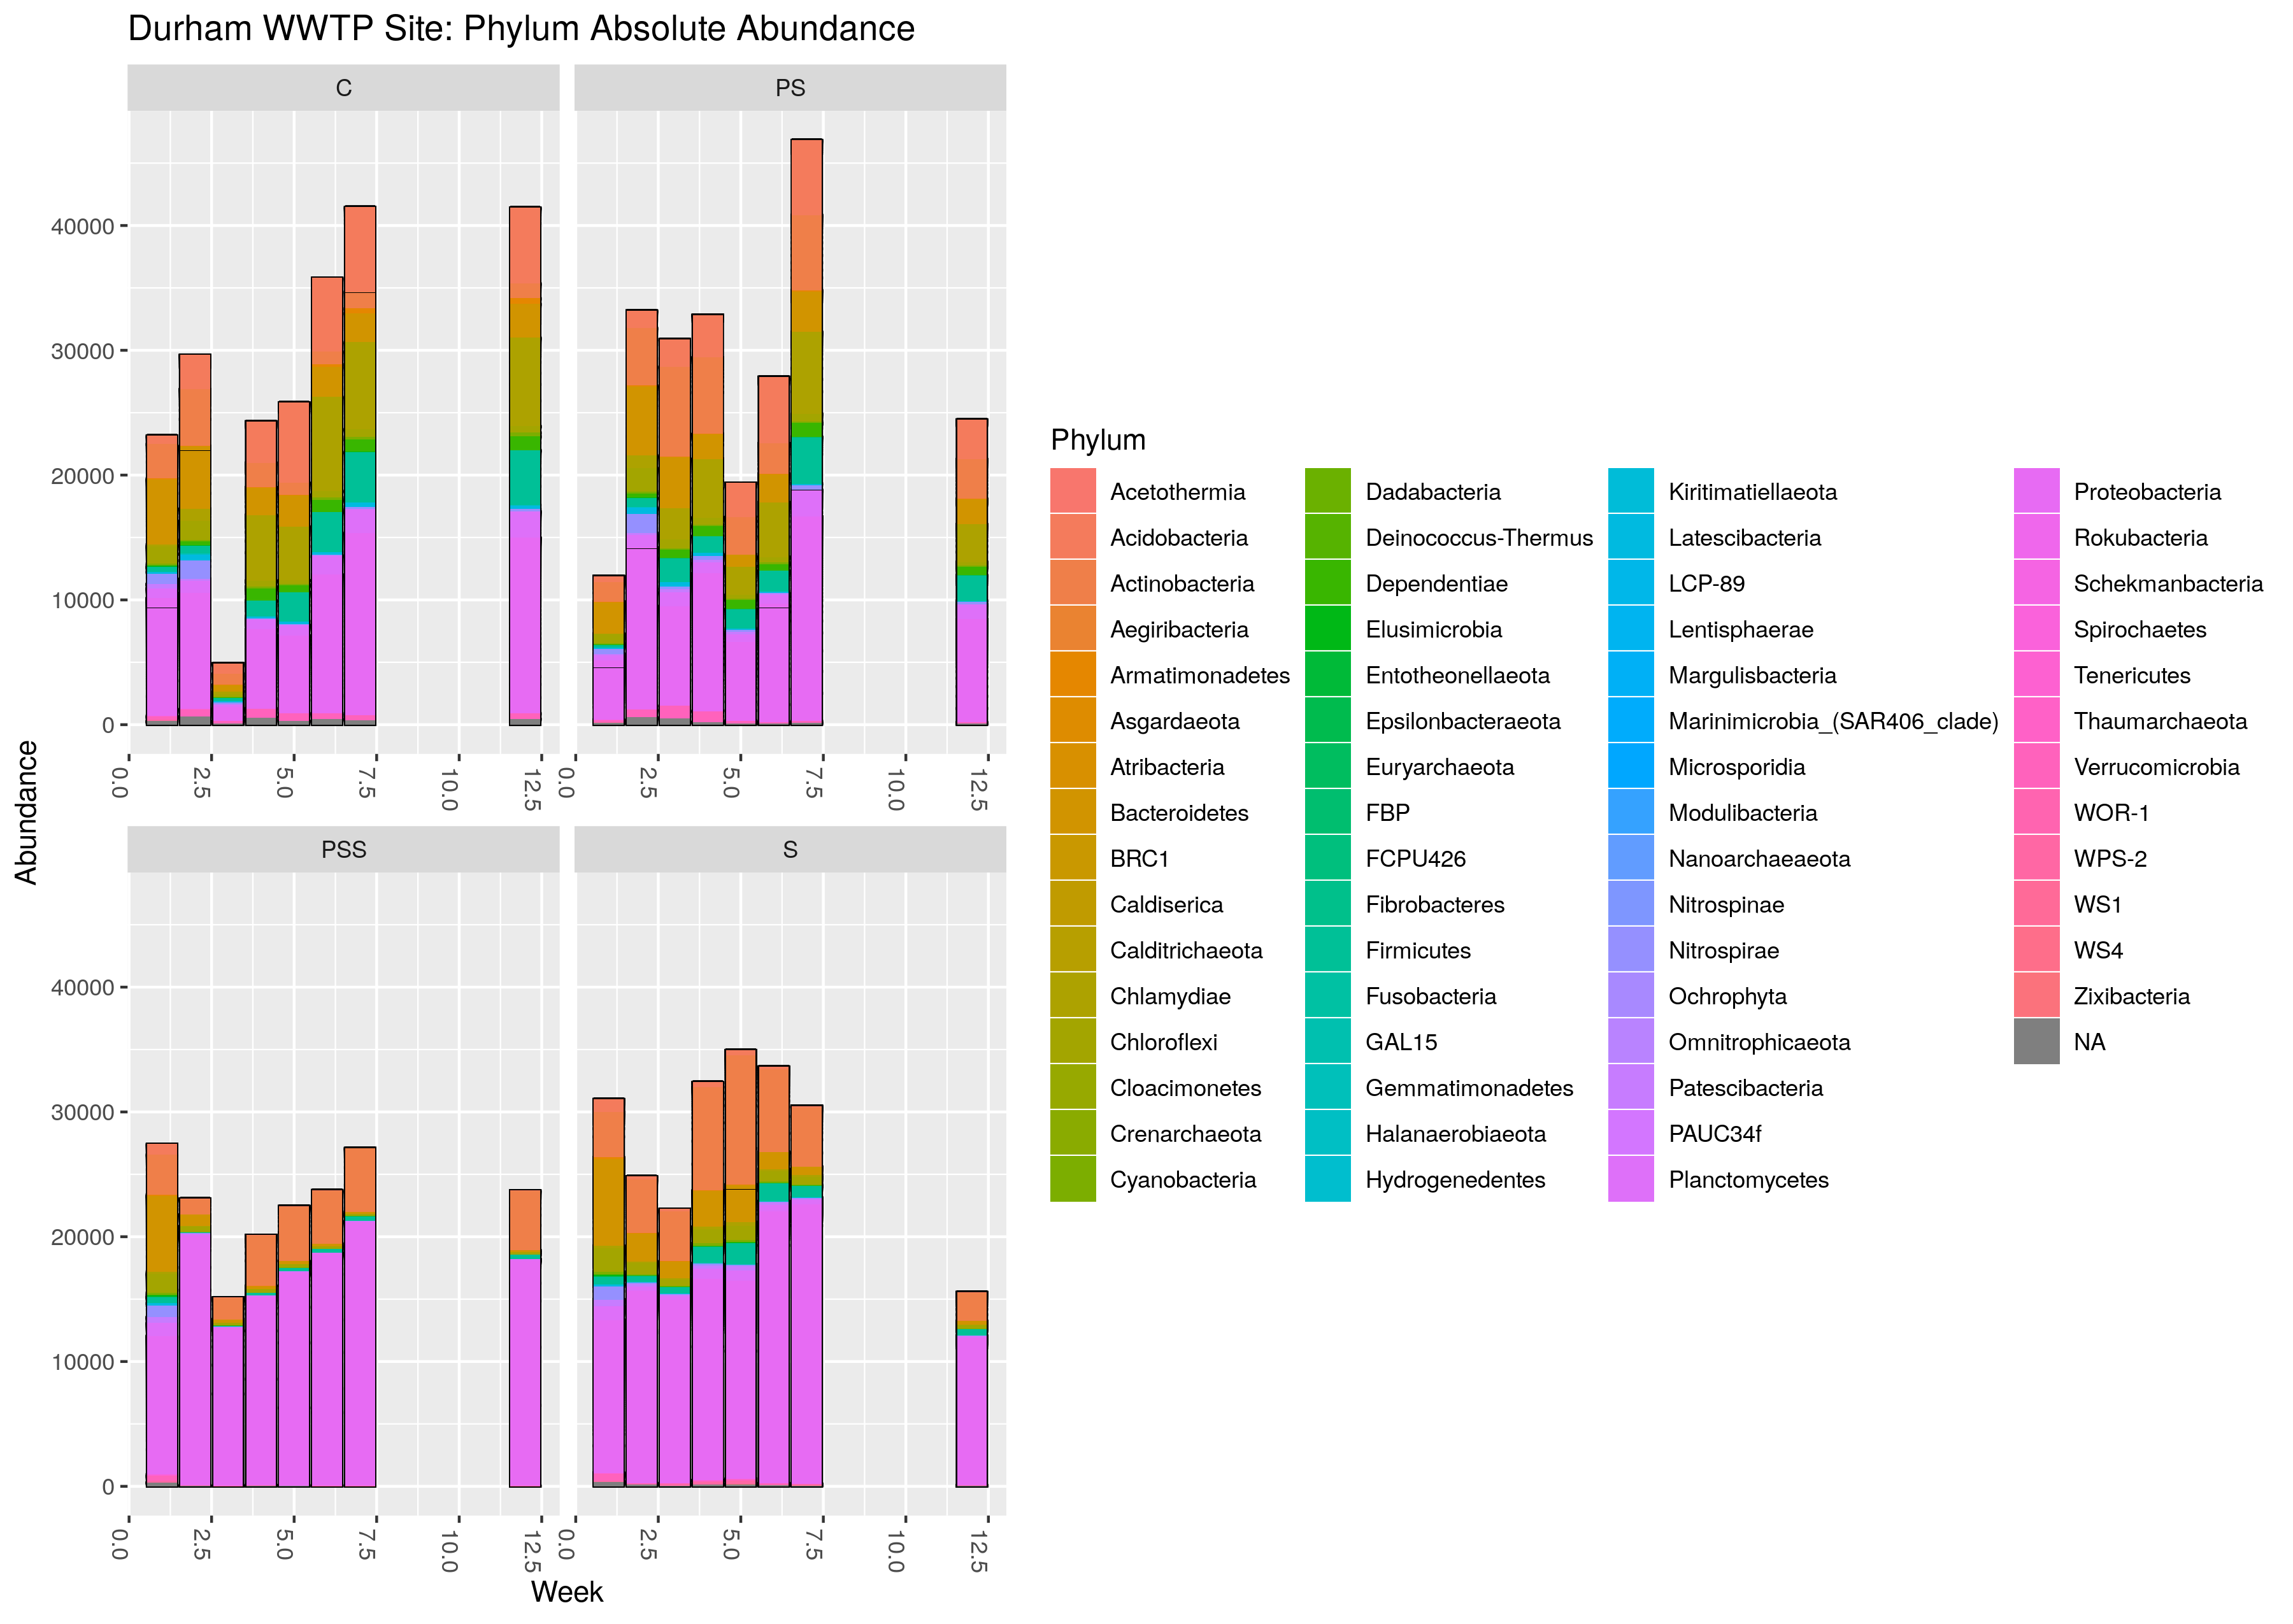 Durham WWTP Site: Phylum Absolute Abundance
C
PS
40000
30000
20000
10000
0
0.0
2.5
5.0
7.5
10.0
12.5
0.0
2.5
5.0
7.5
10.0
12.5
Abundance
PSS
S
40000
30000
20000
10000
0
0.0
2.5
5.0
7.5
10.0
12.5
0.0
2.5
5.0
7.5
10.0
12.5
Week
Phylum
Acetothermia
Acidobacteria
Actinobacteria
Aegiribacteria
Armatimonadetes
Asgardaeota
Atribacteria
Bacteroidetes
BRC1
Caldiserica
Calditrichaeota
Chlamydiae
Chloroflexi
Cloacimonetes
Crenarchaeota
Cyanobacteria
Dadabacteria
Deinococcus-Thermus
Dependentiae
Elusimicrobia
Entotheonellaeota
Epsilonbacteraeota
Euryarchaeota
FBP
FCPU426
Fibrobacteres
Firmicutes
Fusobacteria
GAL15
Gemmatimonadetes
Halanaerobiaeota
Hydrogenedentes
Kiritimatiellaeota
Latescibacteria
LCP-89
Lentisphaerae
Margulisbacteria
Marinimicrobia_(SAR406_clade)
Microsporidia
Modulibacteria
Nanoarchaeaeota
Nitrospinae
Nitrospirae
Ochrophyta
Omnitrophicaeota
Patescibacteria
PAUC34f
Planctomycetes
Proteobacteria
Rokubacteria
Schekmanbacteria
Spirochaetes
Tenericutes
Thaumarchaeota
Verrucomicrobia
WOR-1
WPS-2
WS1
WS4
Zixibacteria
NA